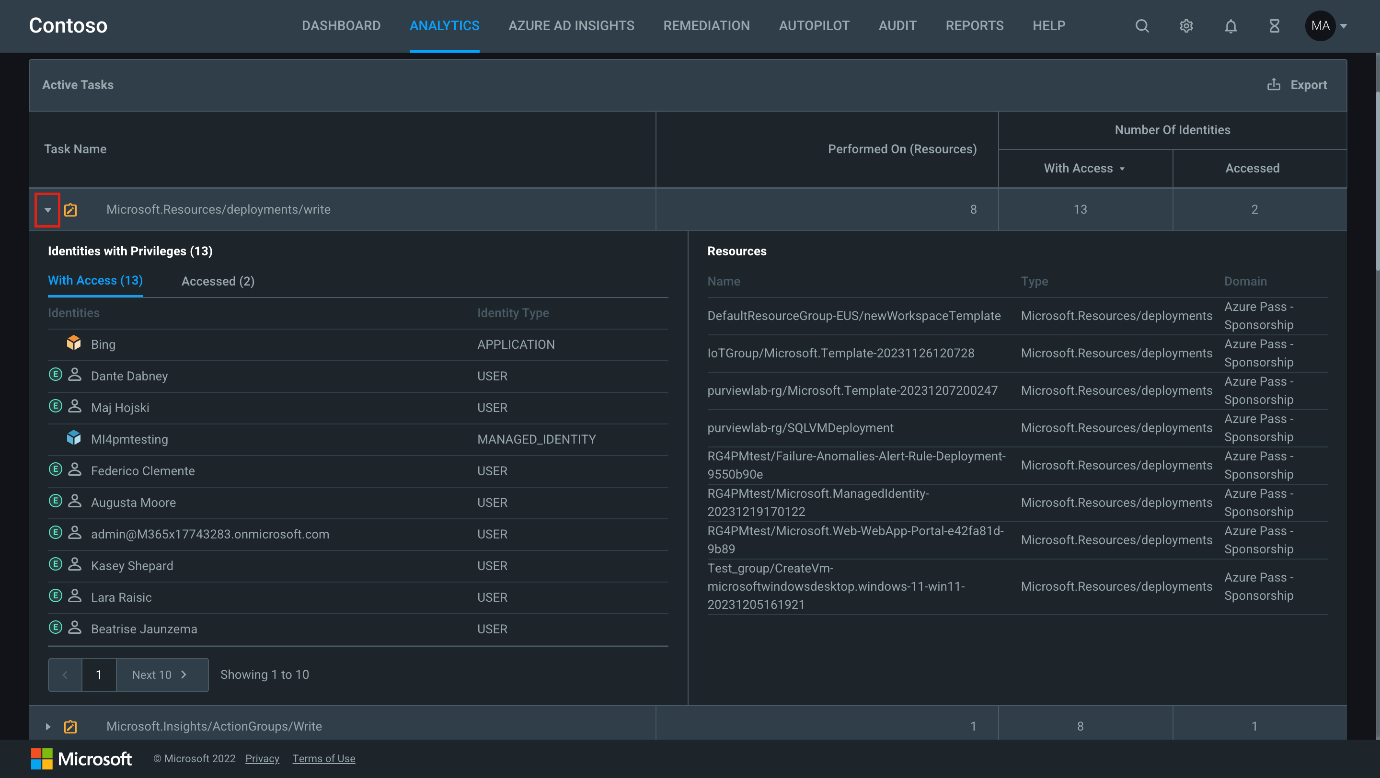 Contoso
DASHBOARD ANALYTICS AZURE AD INSIGHTS REMEDIATION AUTOPILOT AUDIT REPORTS HELP MA
Active Tasks Export
Task Name Performed On (Resources) Number Of Identities
With Access Accessed
Microsoft.Resources/deployments/write 8 13 2
Identities with Privileges (13)
With Access (13) Accessed (2)
Identities Identity Type
Bing APPLICATION
E Dante Dabney USER
E Maj Hojski USER
MI4pmtesting MANAGED_IDENTITY
E Federico Clemente USER
E Augusta Moore USER
E admin@M365x17743283.onmicrosoft.com USER
E Kasey Shepard USER
E Lara Raisic USER
E Beatrise Jaunzema USER
1 Next 10 Showing 1 to 10
Resources
Name Type Domain
DefaultResourceGroup-EUS/newWorkspaceTemplate Microsoft.Resources/deployments Azure Pass -
Sponsorship
IoTGroup/Microsoft.Template-20231126120728 Microsoft.Resources/deployments Azure Pass -
Sponsorship
purviewlab-rg/Microsoft.Template-20231207200247 Microsoft.Resources/deployments Azure Pass -
Sponsorship
purviewlab-rg/SQLVMDeployment Microsoft.Resources/deployments Azure Pass -
Sponsorship
RG4PMtest/Failure-Anomalies-Alert-Rule-Deployment-
9550b90e Microsoft.Resources/deployments Azure Pass -
Sponsorship
RG4PMtest/Microsoft.ManagedIdentity-
20231219170122 Microsoft.Resources/deployments Azure Pass -
Sponsorship
RG4PMtest/Microsoft.Web-WebApp-Portal-e42fa81d-
9b89 Microsoft.Resources/deployments Azure Pass -
Sponsorship
Test_group/CreateVm-
microsoftwindowsdesktop.windows-11-win11-
20231205161921 Microsoft.Resources/deployments Azure Pass -
Sponsorship
Microsoft.Insights/ActionGroups/Write 1 8 1
Microsoft © Microsoft 2022 Privacy Terms of Use